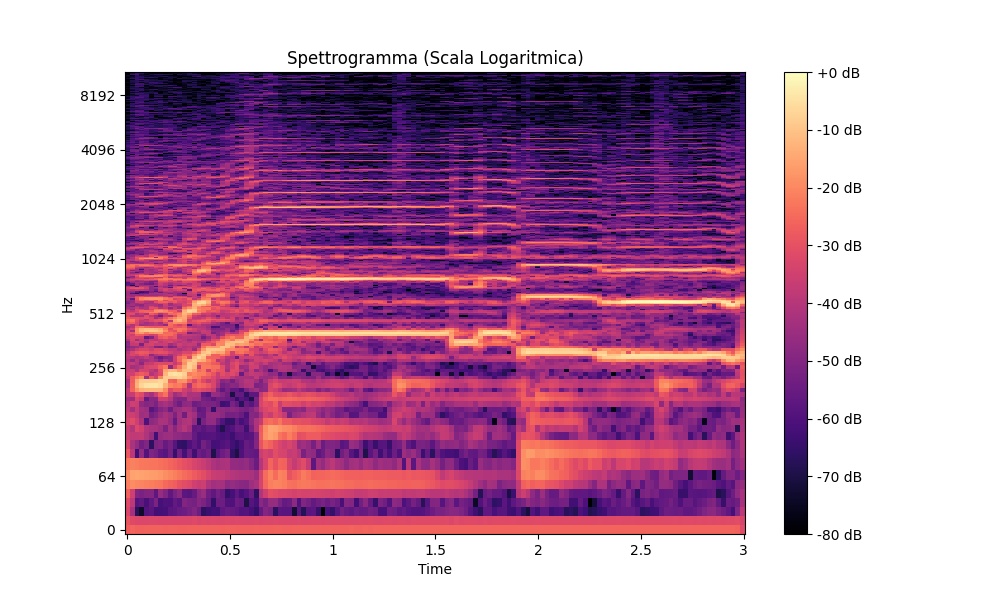 Spettrogramma (Scala Logaritmica)
8192
4096
2048
1024
512
256
128
64
0
Hz
0
0.5
1
1.5
2
2.5
3
Time
+0 dB
-10 dB
-20 dB
-30 dB
-40 dB
-50 dB
-60 dB
-70 dB
-80 dB